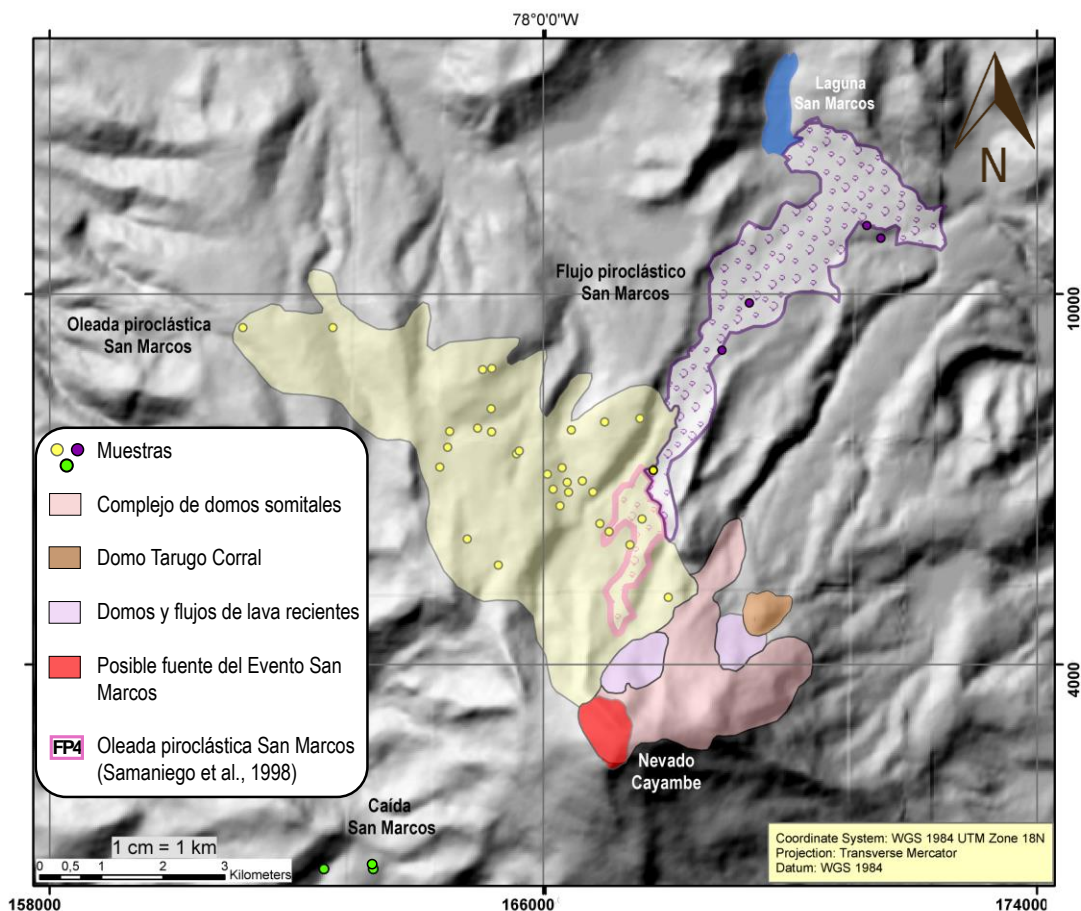 78°0'0"W
Laguna
San Marcos
N
Flujo piroclástico
San Marcos
Oleada piroclástica
San Marcos
10000
Muestras
Complejo de domos somitales
Domo Tarugo Corral
Domos y flujos de lava recientes
Posible fuente del Evento San
Marcos
FP4 Oleada piroclástica San Marcos
(Samaniego et al., 1998)
4000
Nevado
Cayambe
Caída
San Marcos
1 cm = 1 km
0 0,5 1 2 3
Kilometers
Coordinate System: WGS 1984 UTM Zone 18N
Projection: Transverse Mercator
Datum: WGS 1984
158000 166000 174000